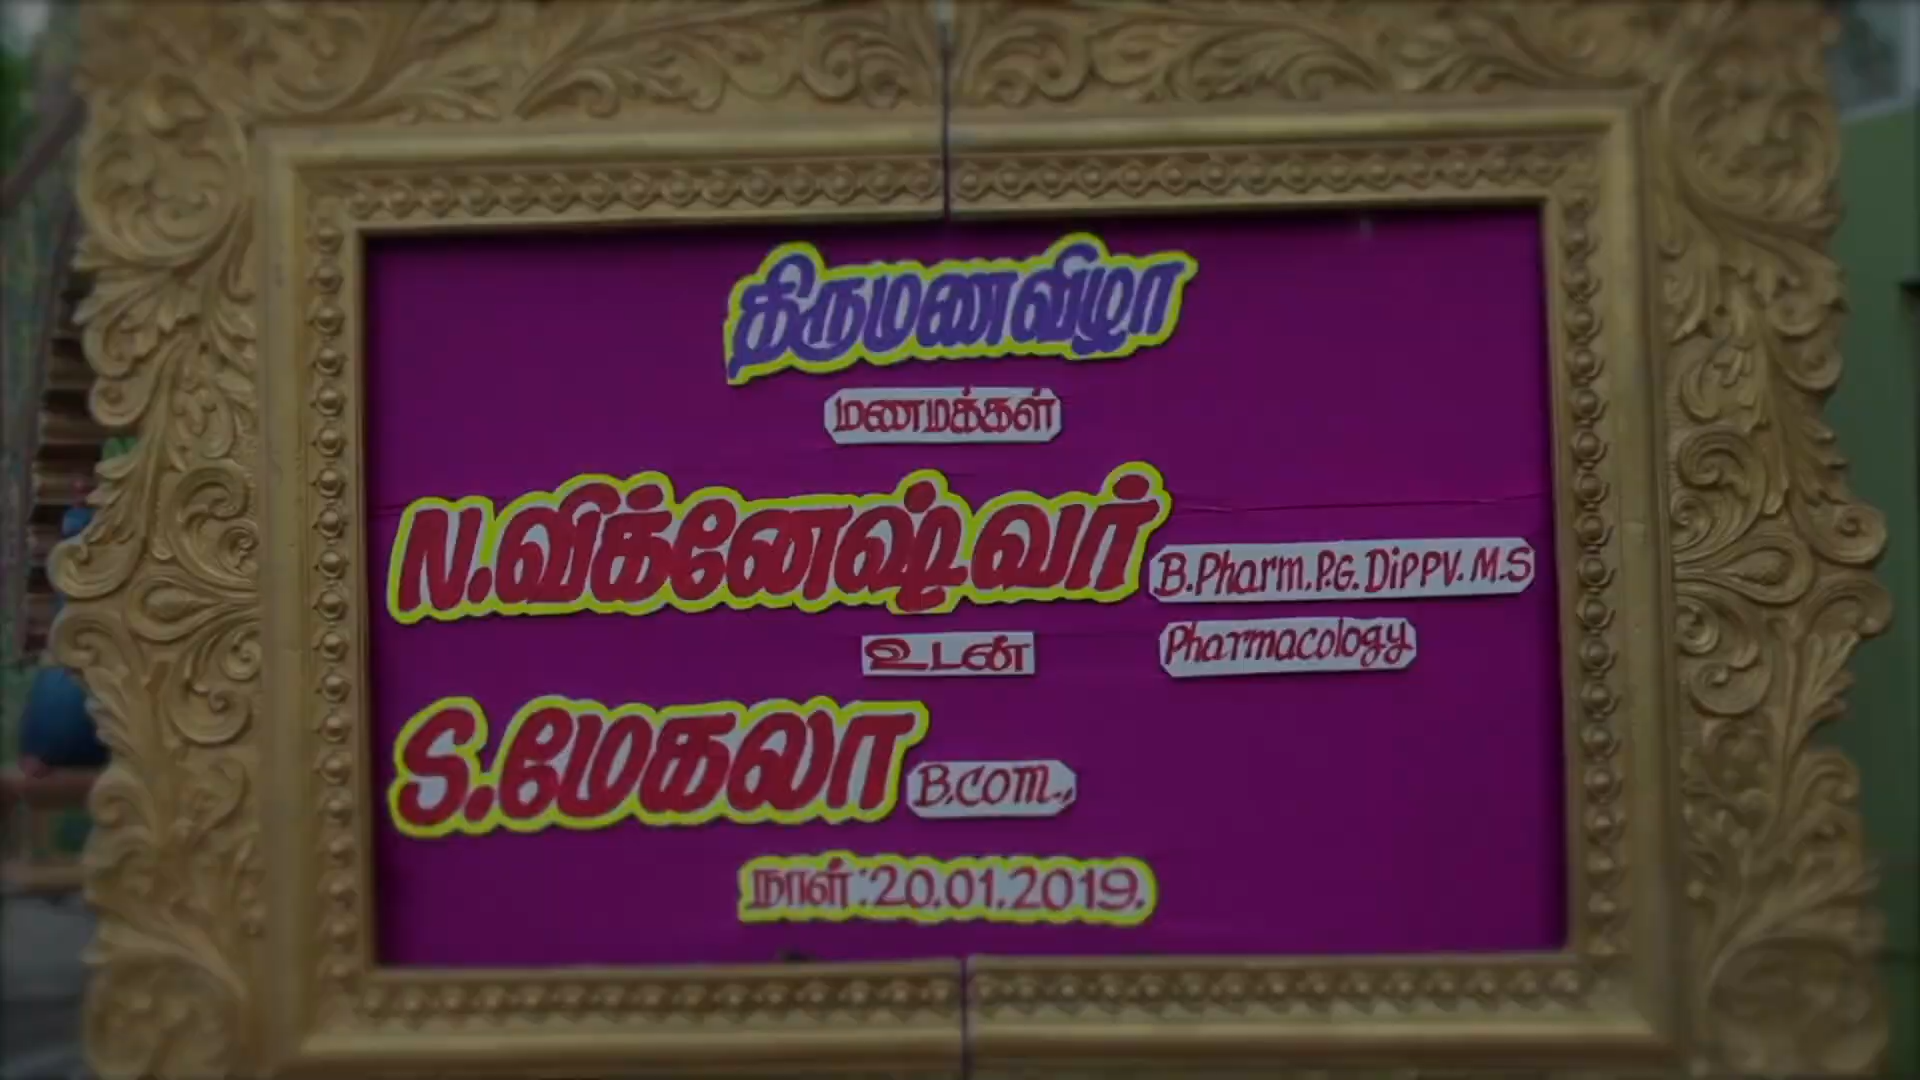 திருமணவிழா
மணமக்கள்
N.விக்னேஷ்வர் B.Pharm.P.G.DiPPV.M.S
உடன் Pharmacology
S.மேகலா B.com.,
நாள்:20.01.2019.